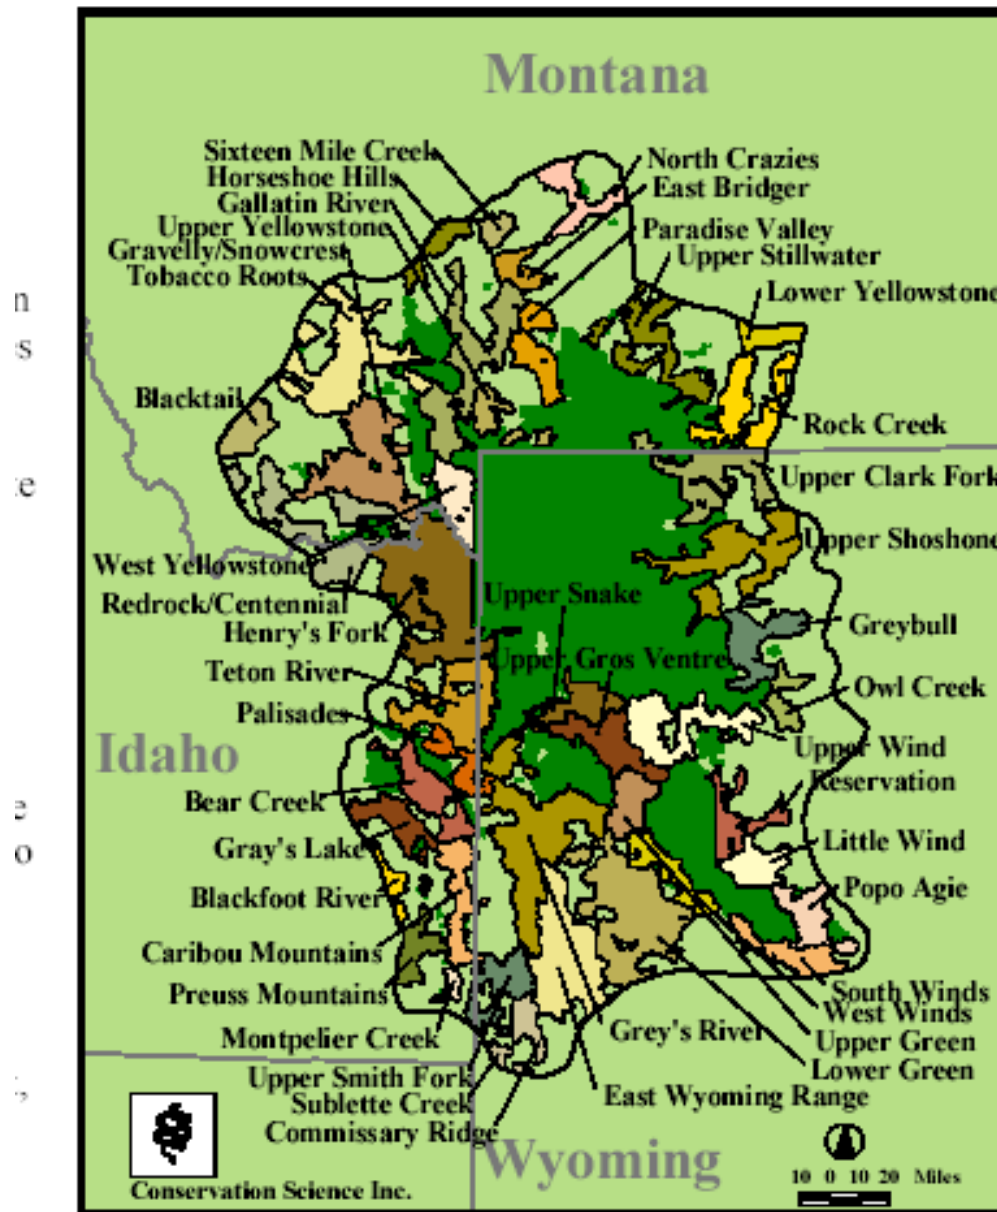 Montana
Sixteen Mile Creek
North Crazies
Horseshoe Hills
East Bridger
Gallatin River
Upper Yellowstone
Paradise Valley
Gravelly/Snowcrest
Upper Stillwater
Tobacco Roots
Lower Yellowstone
Blacktail
Rock Creek
Upper Clark Fork
Upper Shoshone
West Yellowstone
Redrock/Centennial
Upper Snake
Henry's Fork
Greybull
Upper Gros Ventre
Teton River
Owl Creek
Palisades
Idaho
Upper Wind
Reservation
Bear Creek
Gray's Lake
Little Wind
Blackfoot River
Popo Agie
Caribou Mountains
Preuss Mountains
South Winds
West Winds
Montpelier Creek
Grey's River
Upper Green
Upper Smith Fork
Lower Green
Sublette Creek
East Wyoming Range
Commissary Ridge
Wyoming
10 0 10 20 Miles
Conservation Science Inc.